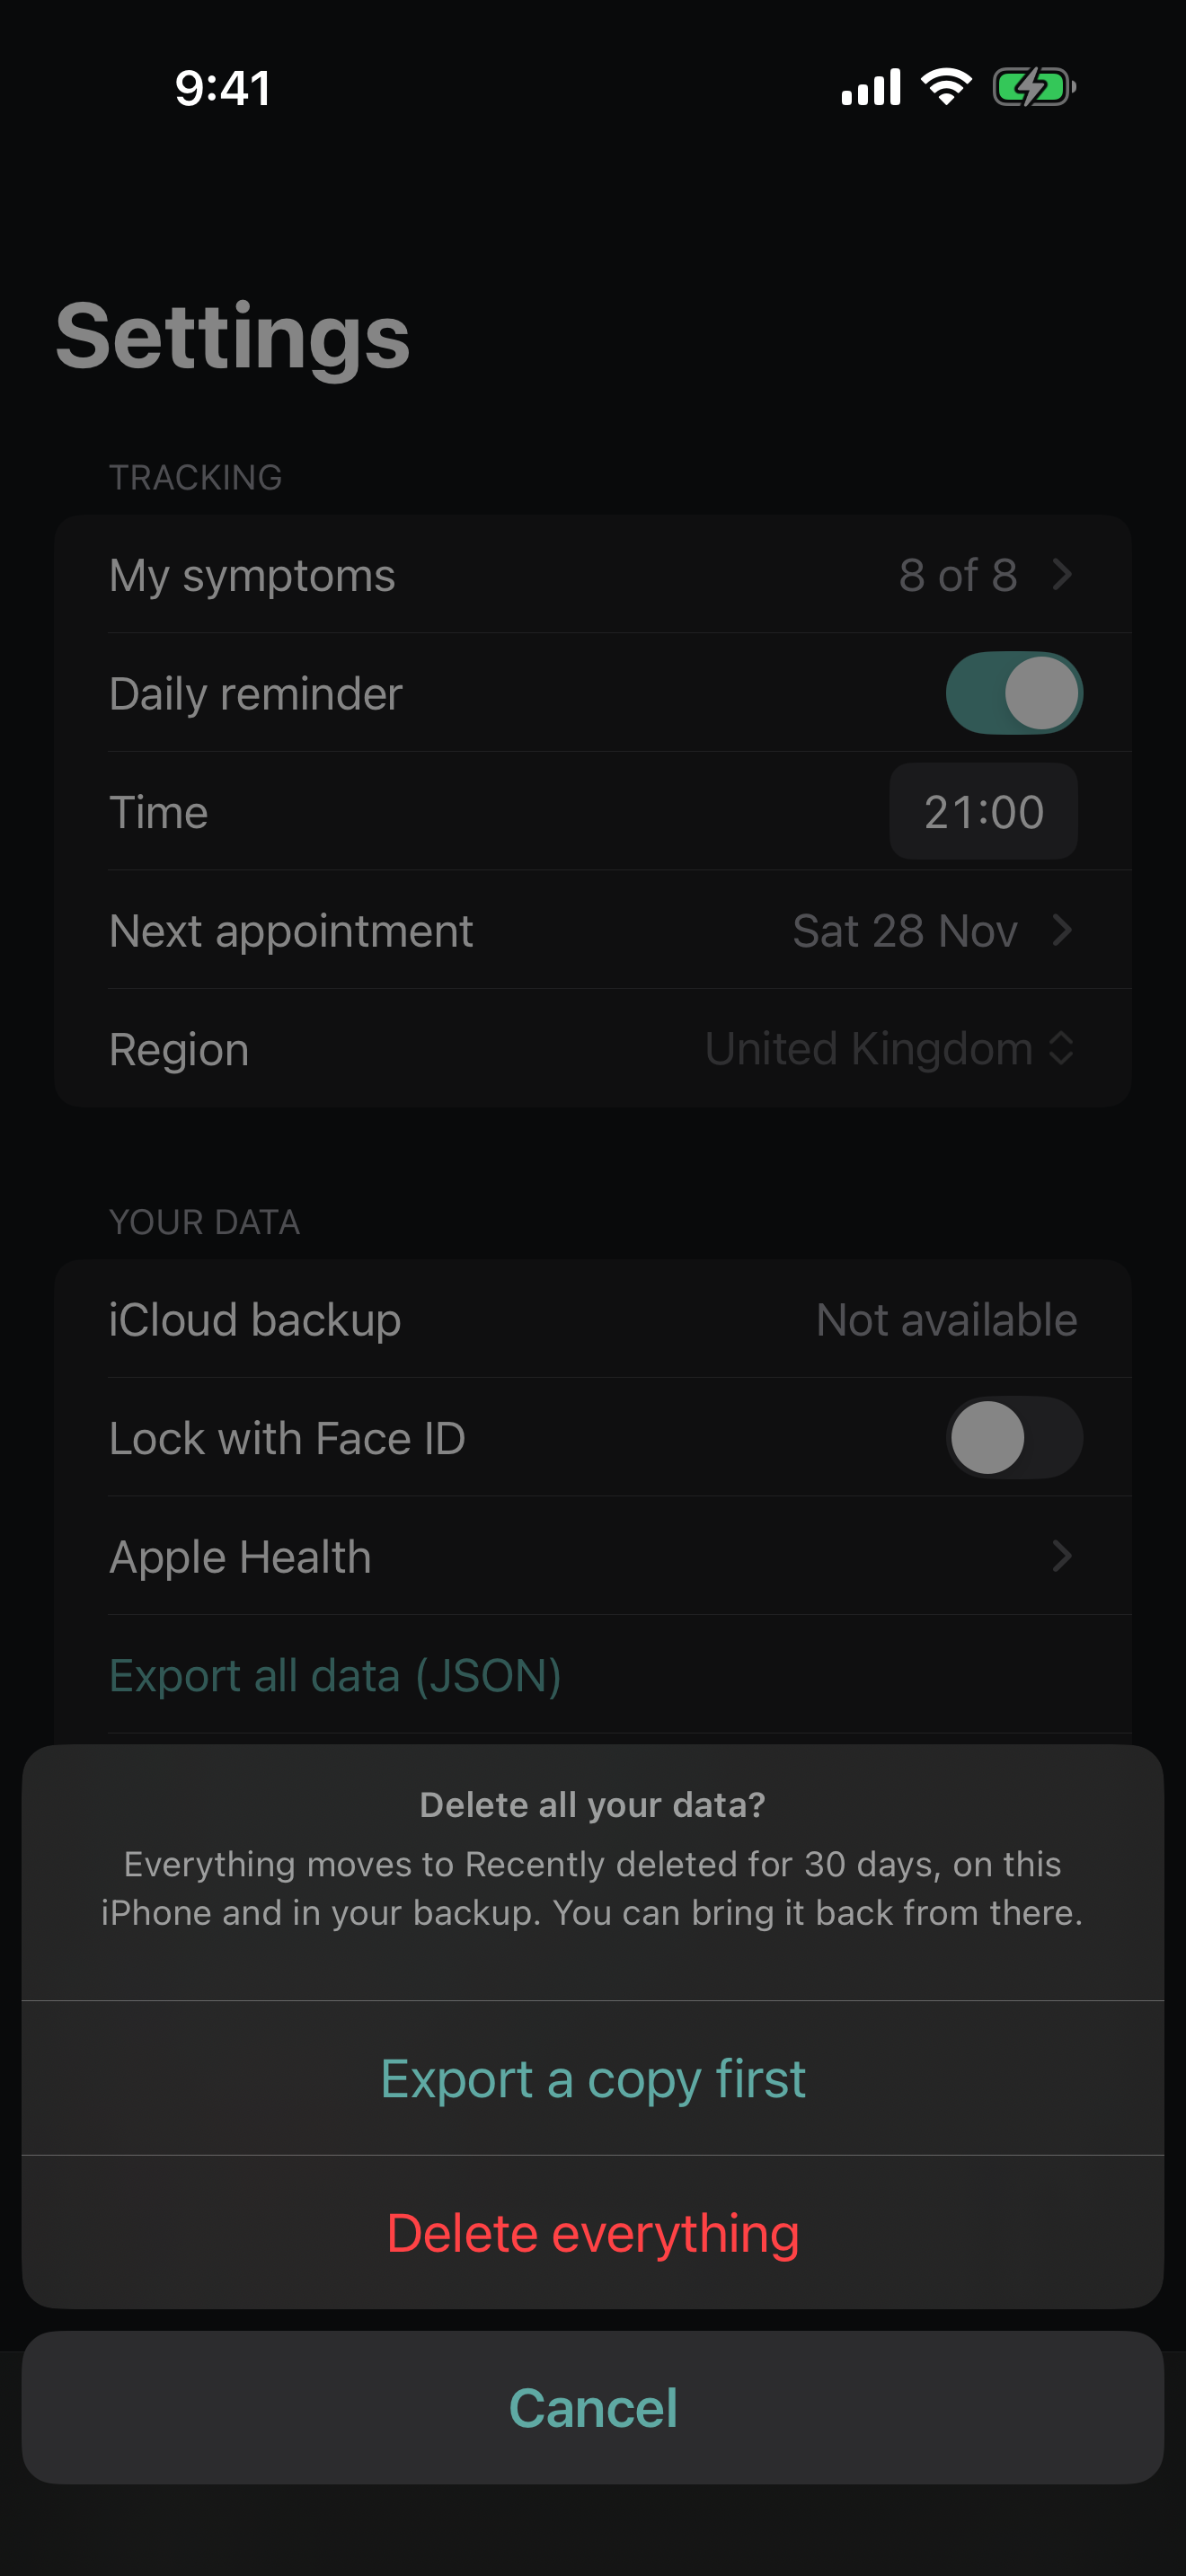 9:41
Settings
TRACKING
My symptoms 8 of 8
Daily reminder
Time 21:00
Next appointment Sat 28 Nov
Region United Kingdom
YOUR DATA
iCloud backup Not available
Lock with Face ID
Apple Health
Export all data (JSON)
Delete all your data?
Everything moves to Recently deleted for 30 days, on this
iPhone and in your backup. You can bring it back from there.
Export a copy first
Delete everything
Cancel